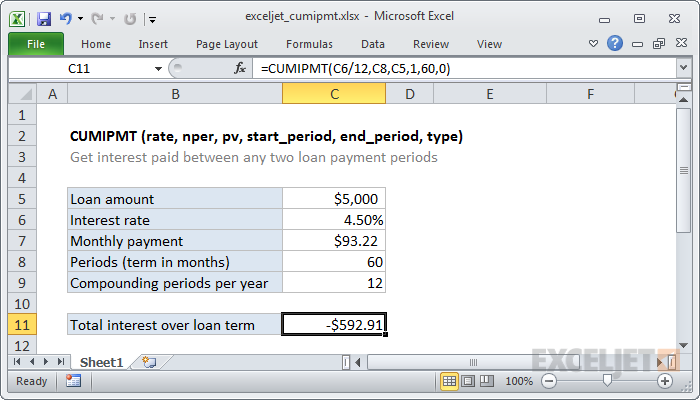 exceljet_cumipmt.xlsx - Microsoft Excel
File Home Insert Page Layout Formulas Data Review View
C11 fx =CUMIPMT(C6/12,C8,C5,1,60,0)
A B C D E F
1
2 CUMIPMT (rate, nper, pv, start_period, end_period, type)
3 Get interest paid between any two loan payment periods
4
5 Loan amount $5,000
6 Interest rate 4.50%
7 Monthly payment $93.22
8 Periods (term in months) 60
9 Compounding periods per year 12
10
11 Total interest over loan term -$592.91
12
Sheet1
EXCELJET
Ready 100%